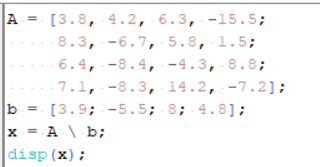 A = [3.8, 4.2, 6.3, -15.5;
8.3, -6.7, 5.8, 1.5;
6.4, -8.4, -4.3, 8.8;
7.1, -8.3, 14.2, -7.2];
b = [3.9; -5.5; 8; 4.8];
x = A \ b;
disp(x);